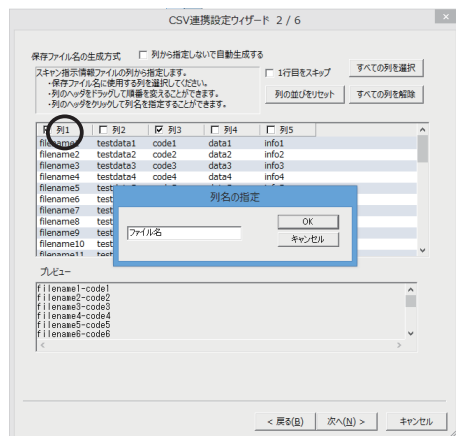 CSV連携設定ウィザード 2 / 6
保存ファイル名の生成方式 列から指定しないで自動生成する
スキャン指示情報ファイルの列から指定します。
・保存ファイル名に使用する列を選択してください。
・列のヘッダをドラッグして順番を変えることができます。
・列のヘッダをクリックして列名を指定することができます。
1行目をスキップ すべての列を選択
列の並びをリセット すべての列を解除
列1 列2 列3 列4 列5
filename1 testdata1 code1 data1 info1
filename2 testdata2 code2 data2 info2
filename3 testdata3 code3 data3 info3
filename4 testdata4 code4 data4 info4
filename5
filename6 test
filename7 test
filename8 test
filename9 test
filename10 test
filename11 test
列名の指定
ファイル名
OK
キャンセル
プレビュー
filename1-code1
filename2-code2
filename3-code3
filename4-code4
filename5-code5
filename6-code6
< 戻る(B) 次へ(N) > キャンセル